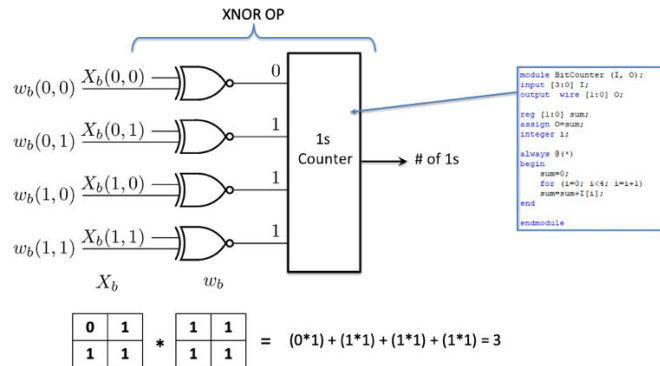 XNOR OP
w_b(0,0) X_b(0,0) 0
w_b(0,1) X_b(0,1) 1
w_b(1,0) X_b(1,0) 1
w_b(1,1) X_b(1,1) 1
X_b w_b
1s
Counter
# of 1s
module BitCounter (I, O);
input [3:0] I;
output wire [1:0] O;
reg [1:0] sum;
assign O=sum;
integer i;
always @(*)
begin
sum=0;
for (i=0; i<4; i=i+1)
sum=sum+I[i];
end
endmodule
0 1 1 1
* = (0*1) + (1*1) + (1*1) + (1*1) = 3
1 1 1 1